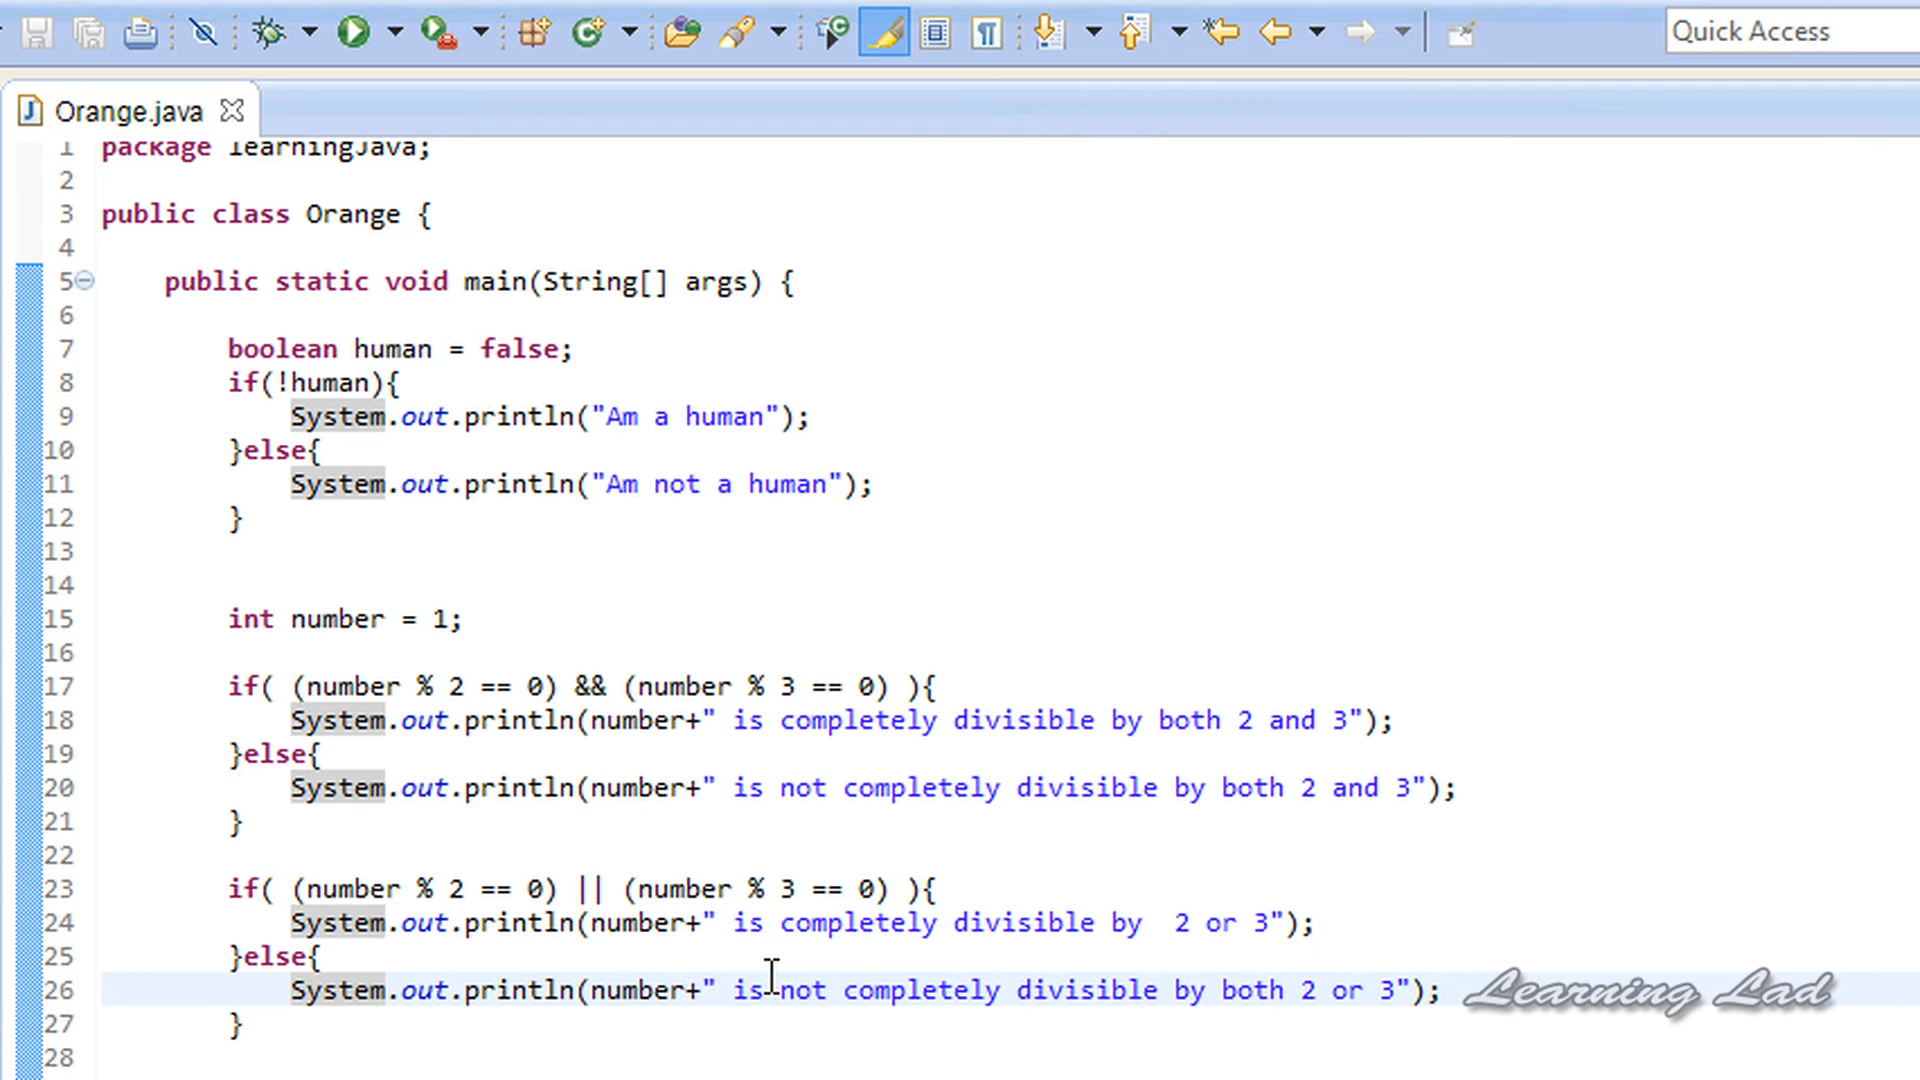 Quick Access
Orange.java
1 package learningJava;
2
3 public class Orange {
4
5 public static void main(String[] args) {
6
7 boolean human = false;
8 if(!human){
9 System.out.println("Am a human");
10 }else{
11 System.out.println("Am not a human");
12 }
13
14
15 int number = 1;
16
17 if( (number % 2 == 0) && (number % 3 == 0) ){
18 System.out.println(number+" is completely divisible by both 2 and 3");
19 }else{
20 System.out.println(number+" is not completely divisible by both 2 and 3");
21 }
22
23 if( (number % 2 == 0) || (number % 3 == 0) ){
24 System.out.println(number+" is completely divisible by  2 or 3");
25 }else{
26 System.out.println(number+" is not completely divisible by both 2 or 3");
27 }
28
Learning Lad